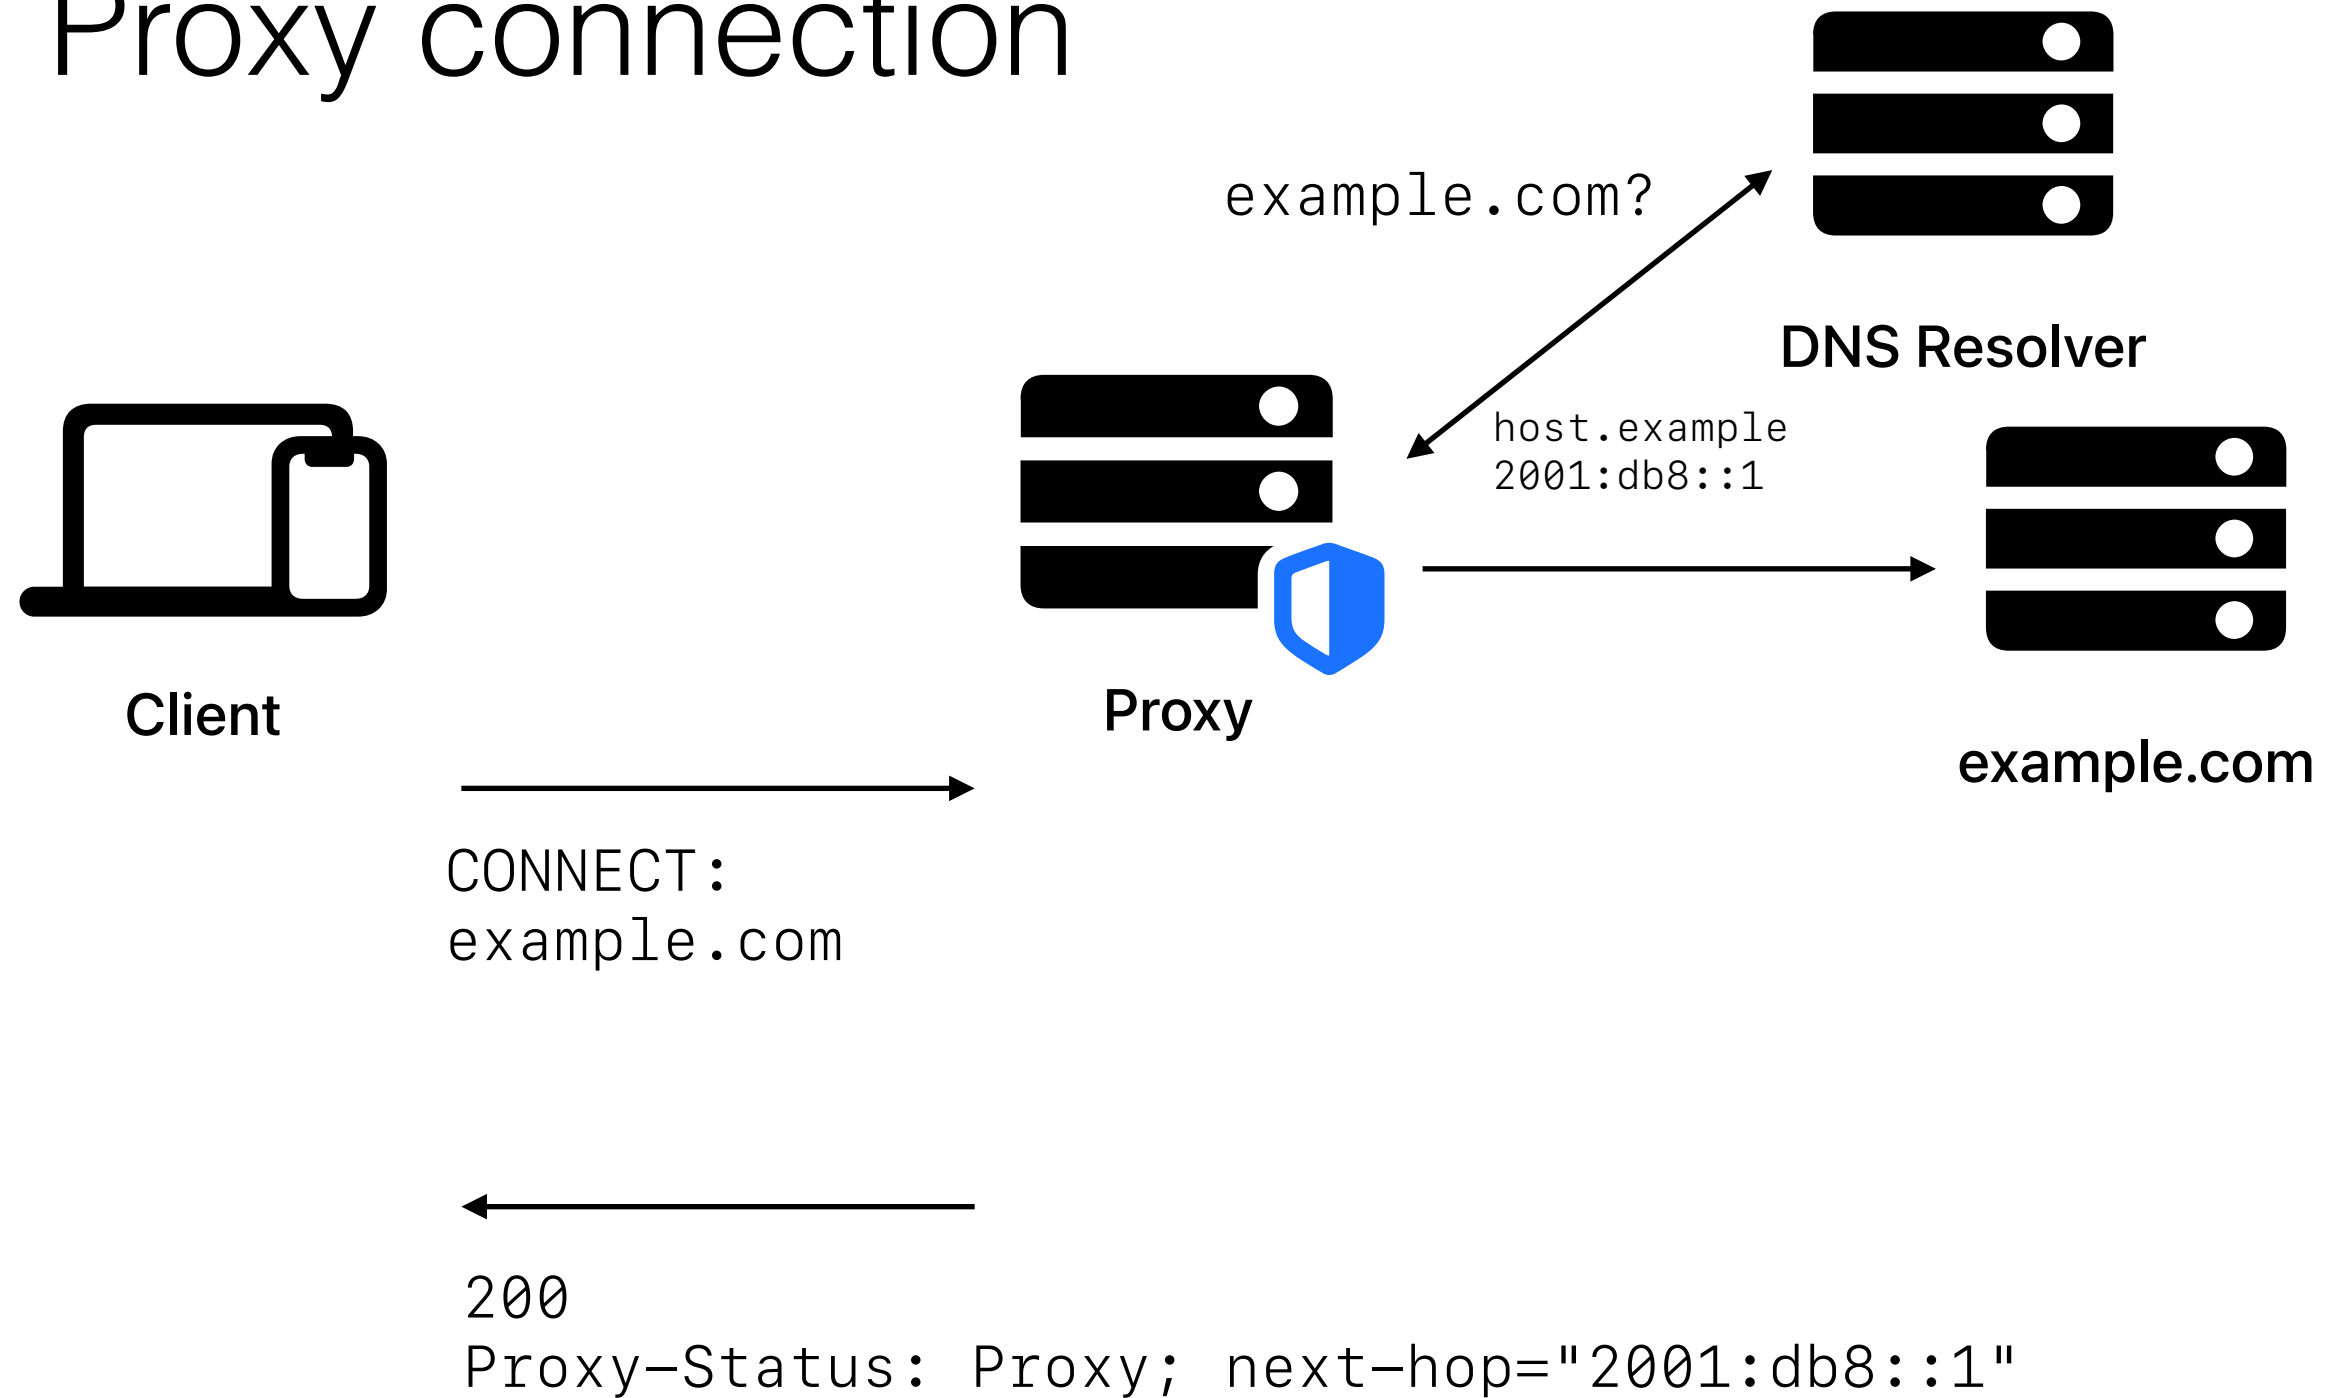 Proxy connection
example.com?
DNS Resolver
host.example
2001:db8::1
Client
Proxy
example.com
CONNECT:
example.com
200
Proxy-Status: Proxy; next-hop="2001:db8::1"